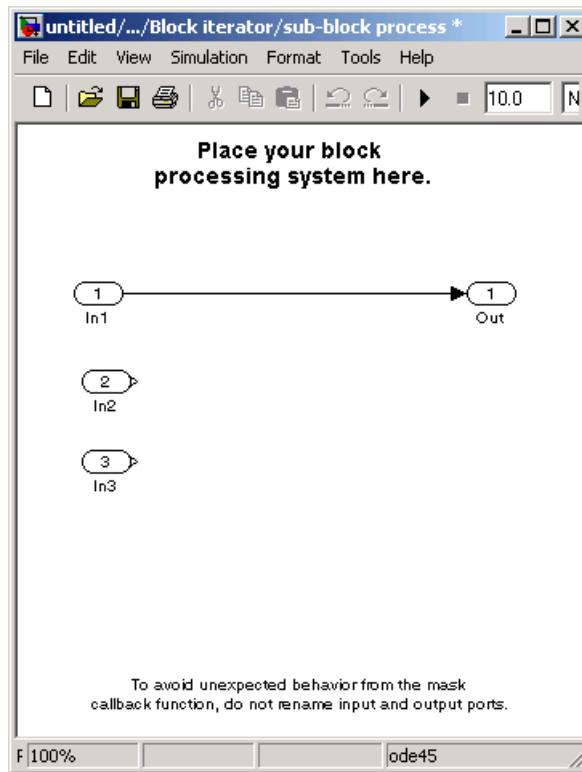 untitled/.../Block iterator/sub-block process *
File Edit View Simulation Format Tools Help
10.0 N
Place your block
processing system here.
1 1
In1 Out
2
In2
3
In3
To avoid unexpected behavior from the mask
callback function, do not rename input and output ports.
F 100% ode45